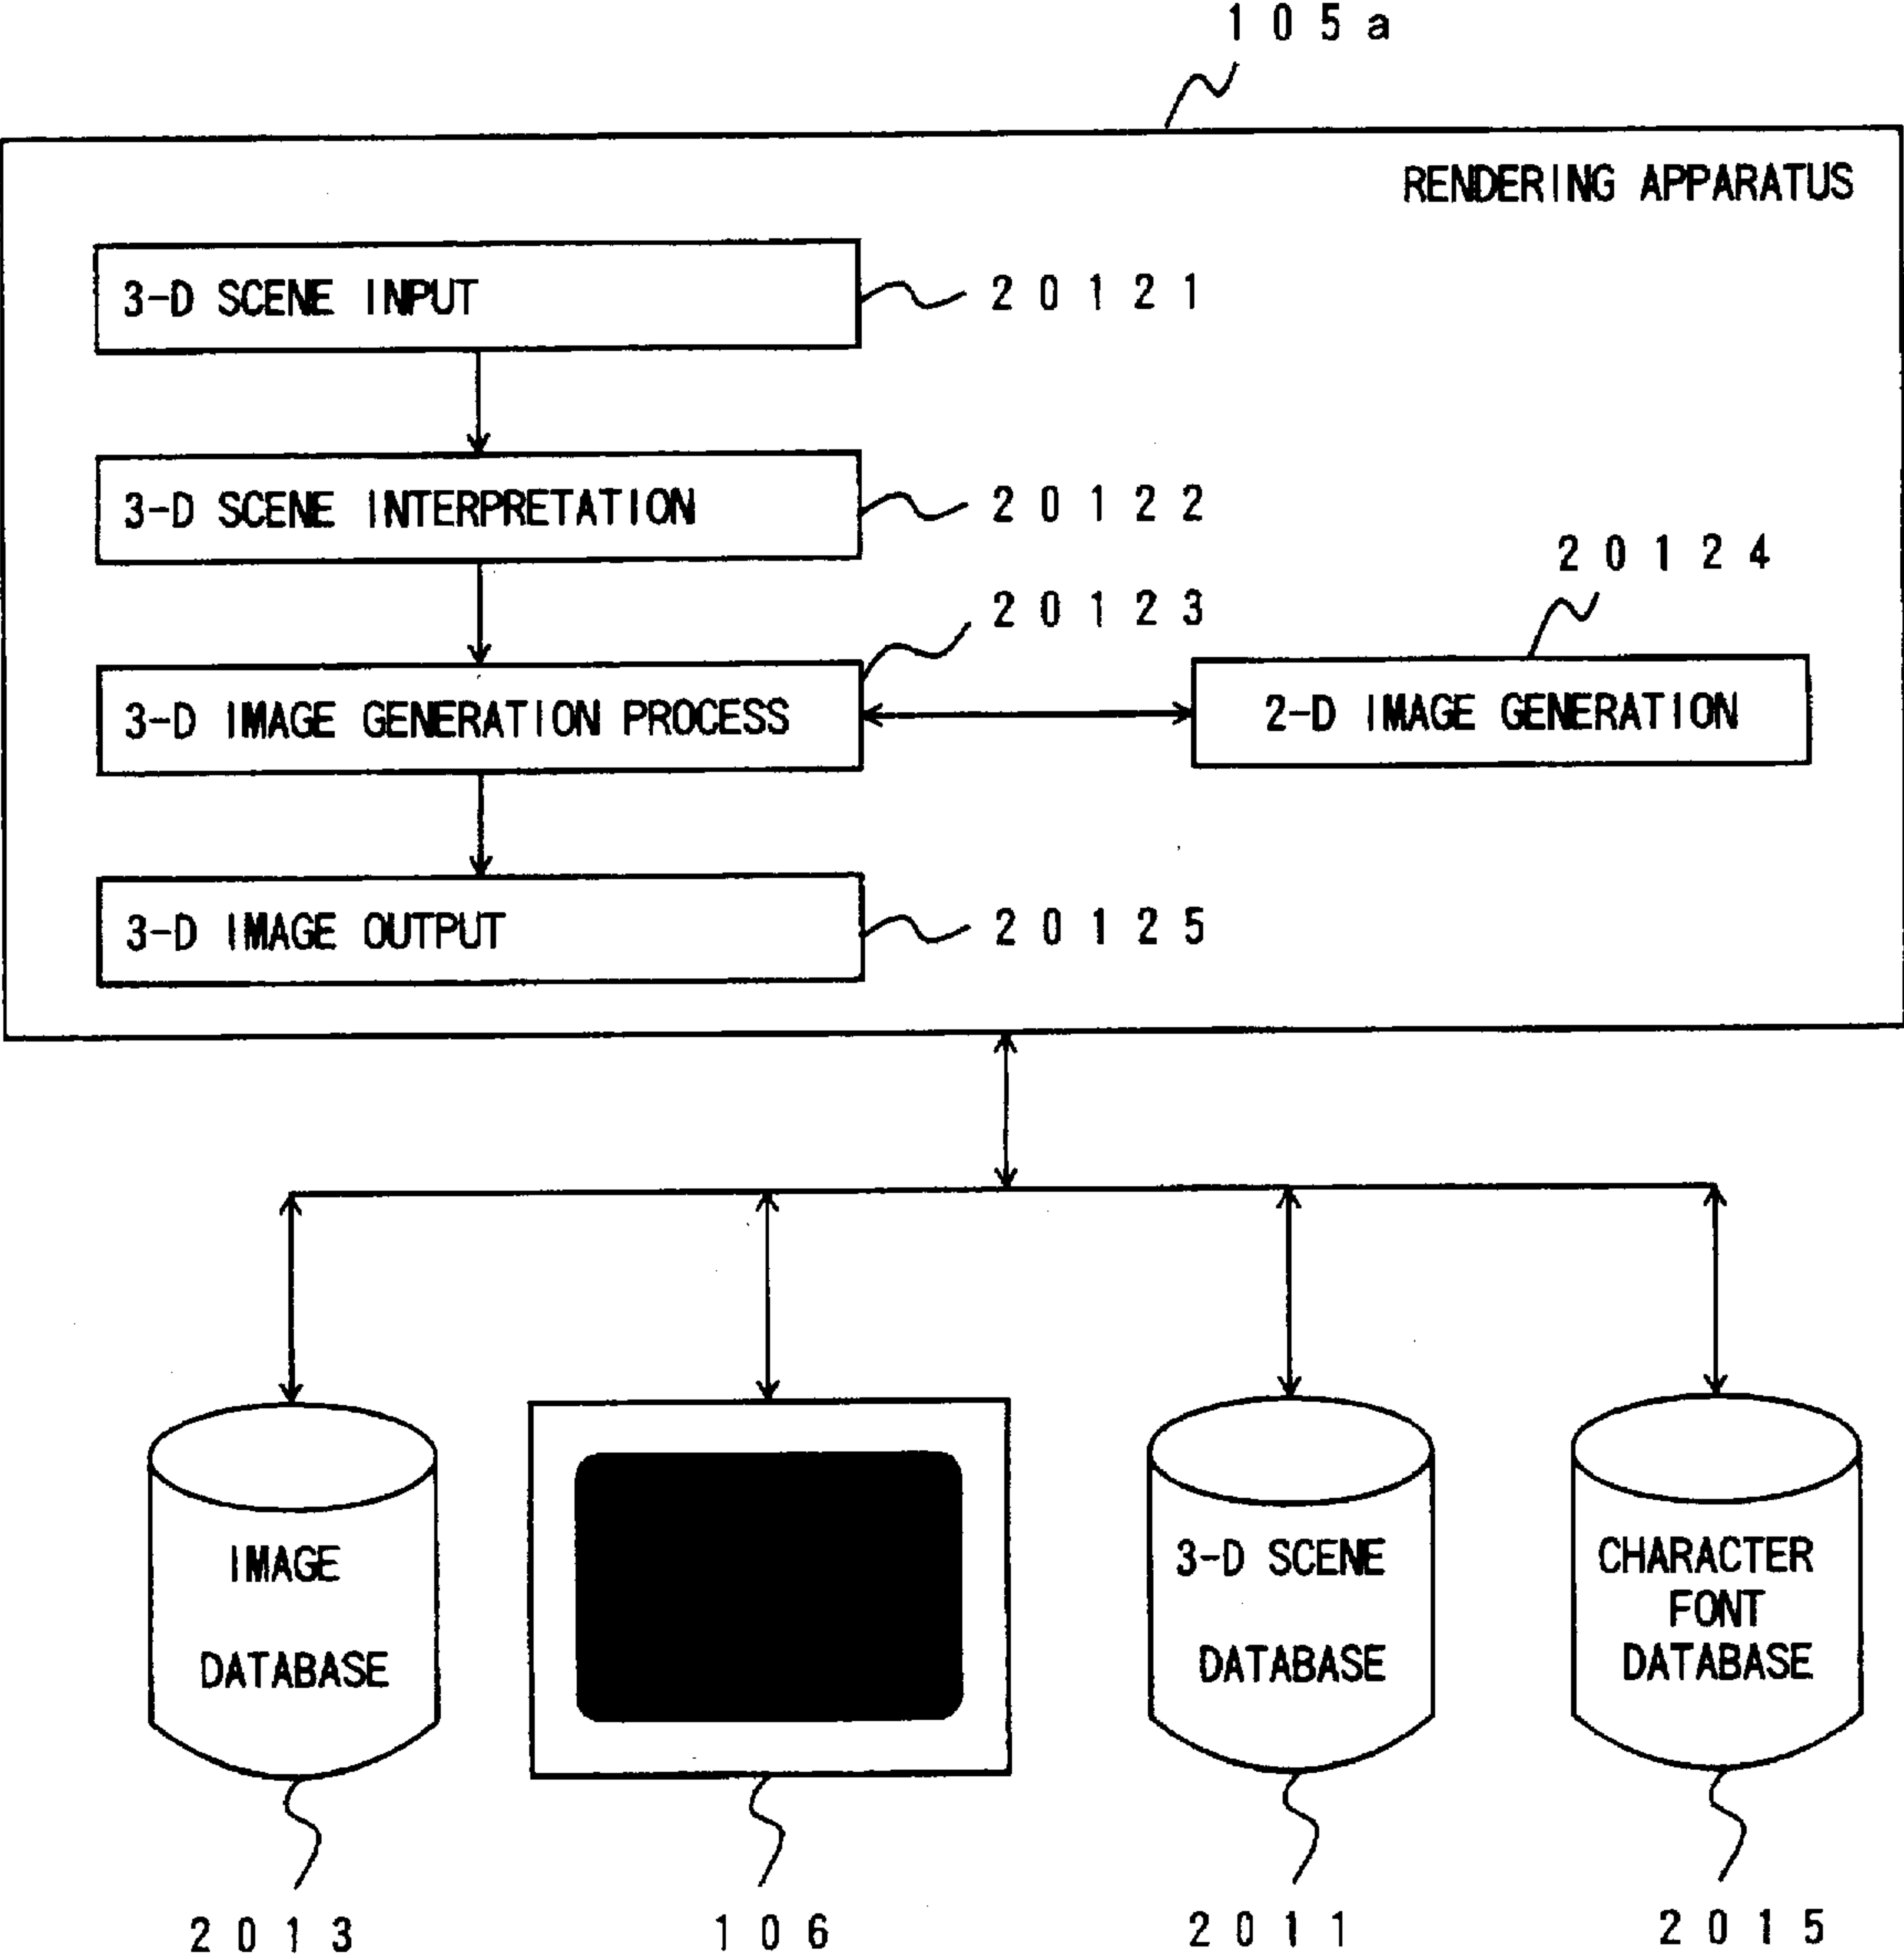 105a
RENDERING APPARATUS
3-D SCENE INPUT
20121
3-D SCENE INTERPRETATION
20122
20124
20123
3-D IMAGE GENERATION PROCESS
2-D IMAGE GENERATION
3-D IMAGE OUTPUT
20125
IMAGE
DATABASE
3-D SCENE
DATABASE
CHARACTER
FONT
DATABASE
2013
106
2011
2015